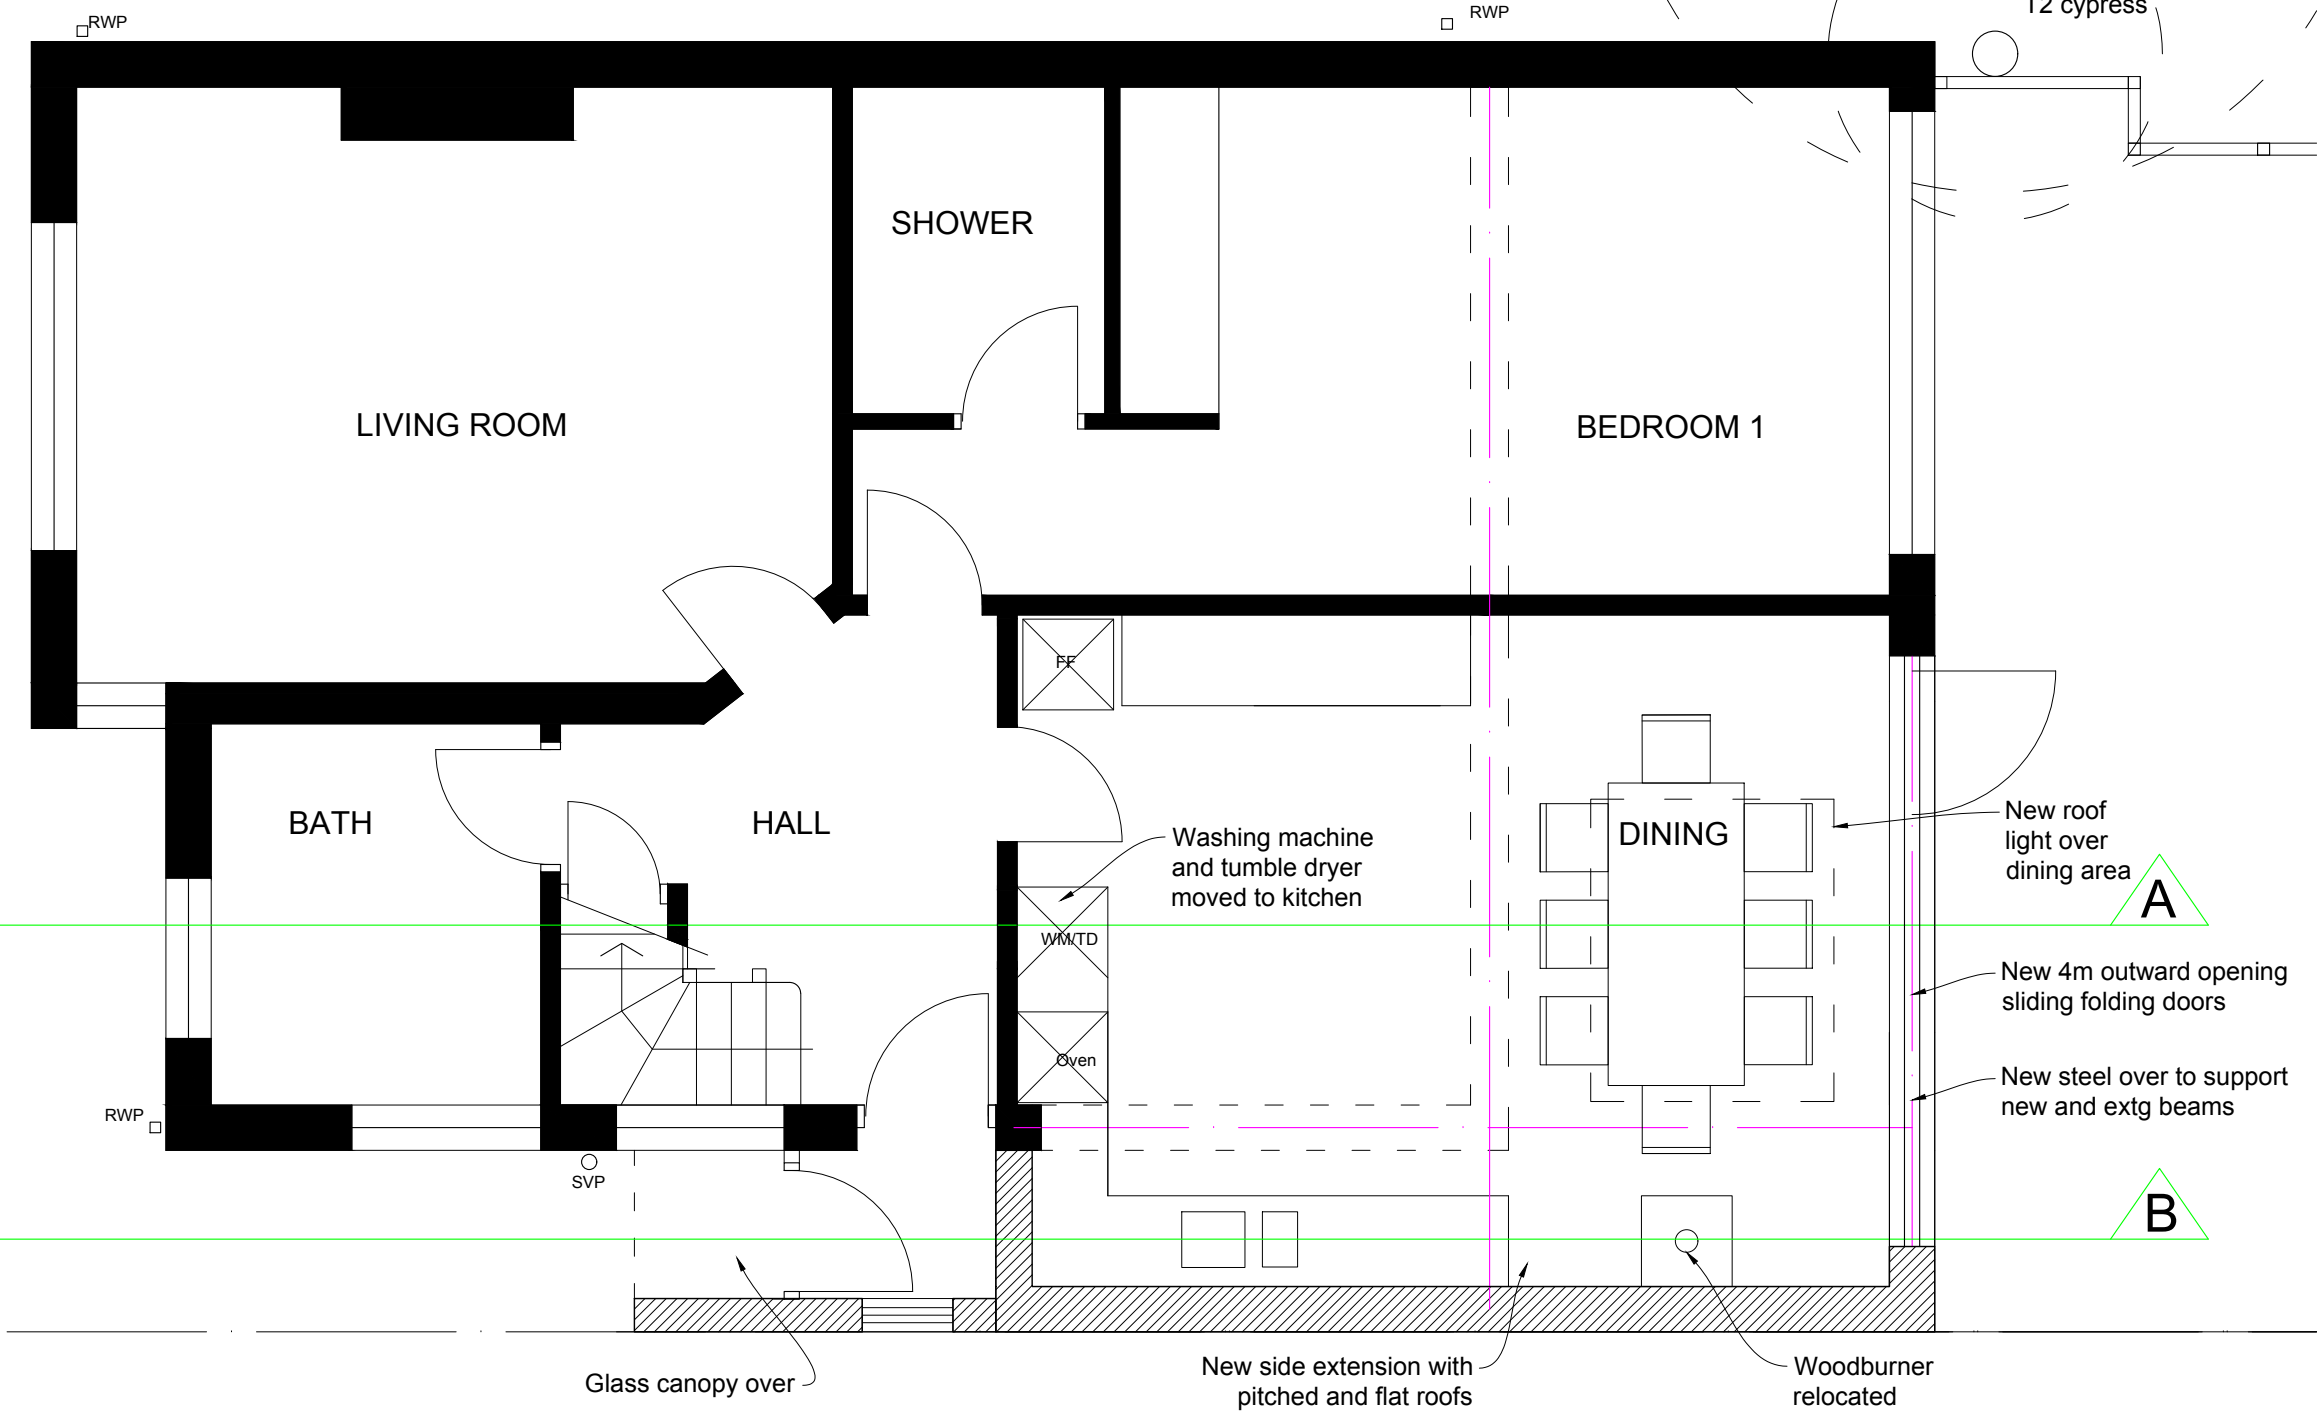 RWP
RWP
T2 cypress
SHOWER
LIVING ROOM
BEDROOM 1
FF
BATH
HALL
Washing machine
and tumble dryer
moved to kitchen
DINING
New roof
light over
dining area
A
WM/TD
New 4m outward opening
sliding folding doors
Oven
New steel over to support
new and extg beams
RWP
SVP
B
Glass canopy over
New side extension with
pitched and flat roofs
Woodburner
relocated